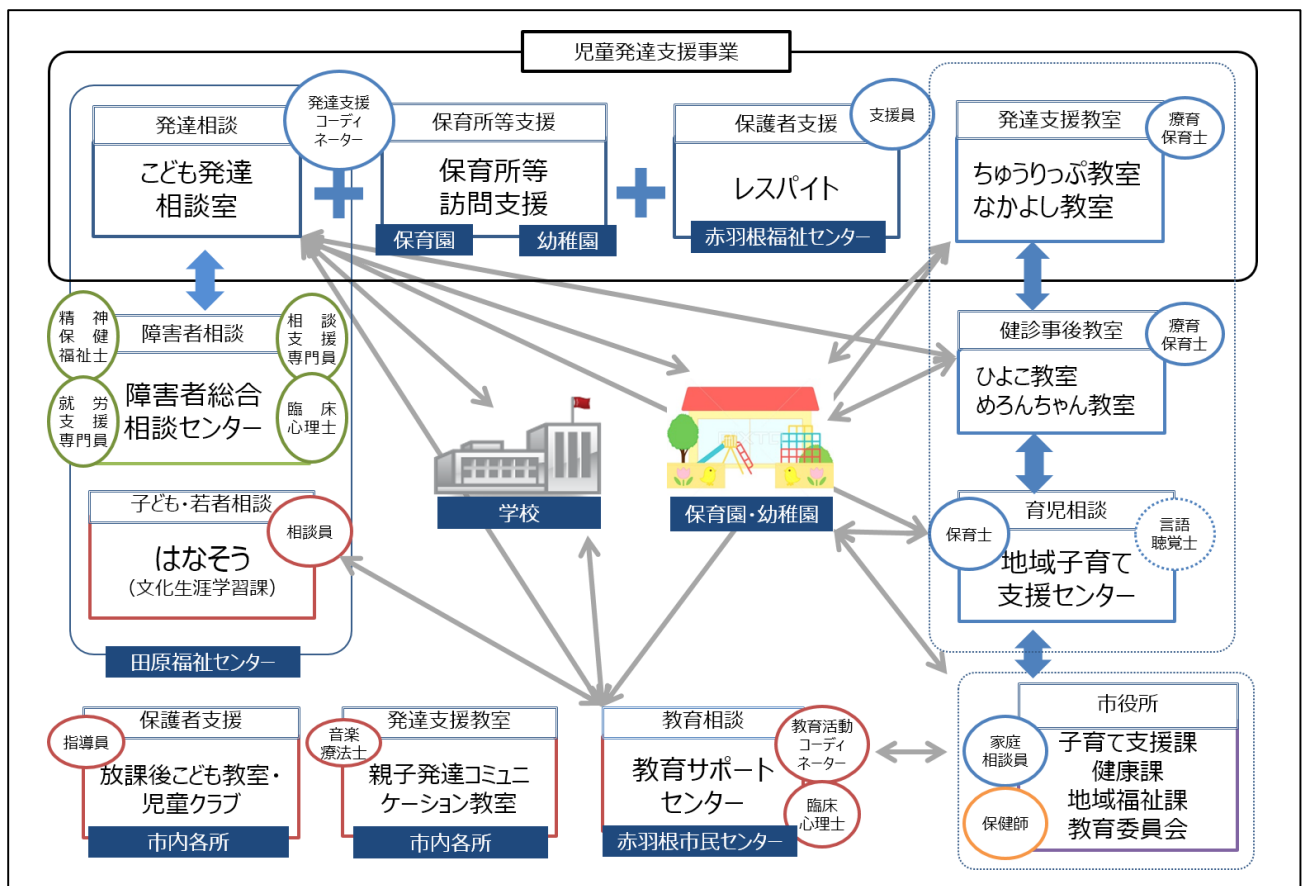 児童発達支援事業
発達相談
こども発達
相談室
発達支援
コーディ
ネーター
保育所等支援
保育所等
訪問支援
保育園
幼稚園
保護者支援
支援員
レスパイト
赤羽根福祉センター
発達支援教室
療育
保育士
ちゅうりっぷ教室
なかよし教室
精神
保健
福祉士
障害者相談
相談
支援
専門員
障害者総合
相談センター
就労
支援
専門員
臨床
心理士
健診事後教室
療育
保育士
ひよこ教室
めろんちゃん教室
子ども・若者相談
相談員
はなそう
(文化生涯学習課)
田原福祉センター
学校
保育園・幼稚園
育児相談
保育士
言語
聴覚士
地域子育て
支援センター
保護者支援
指導員
放課後こども教室・
児童クラブ
市内各所
発達支援教室
音楽
療法士
親子発達コミュニ
ケーション教室
市内各所
教育相談
教育活動
コーディ
ネーター
教育サポート
センター
臨床
心理士
赤羽根市民センター
市役所
家庭
相談員
保健師
子育て支援課
健康課
地域福祉課
教育委員会